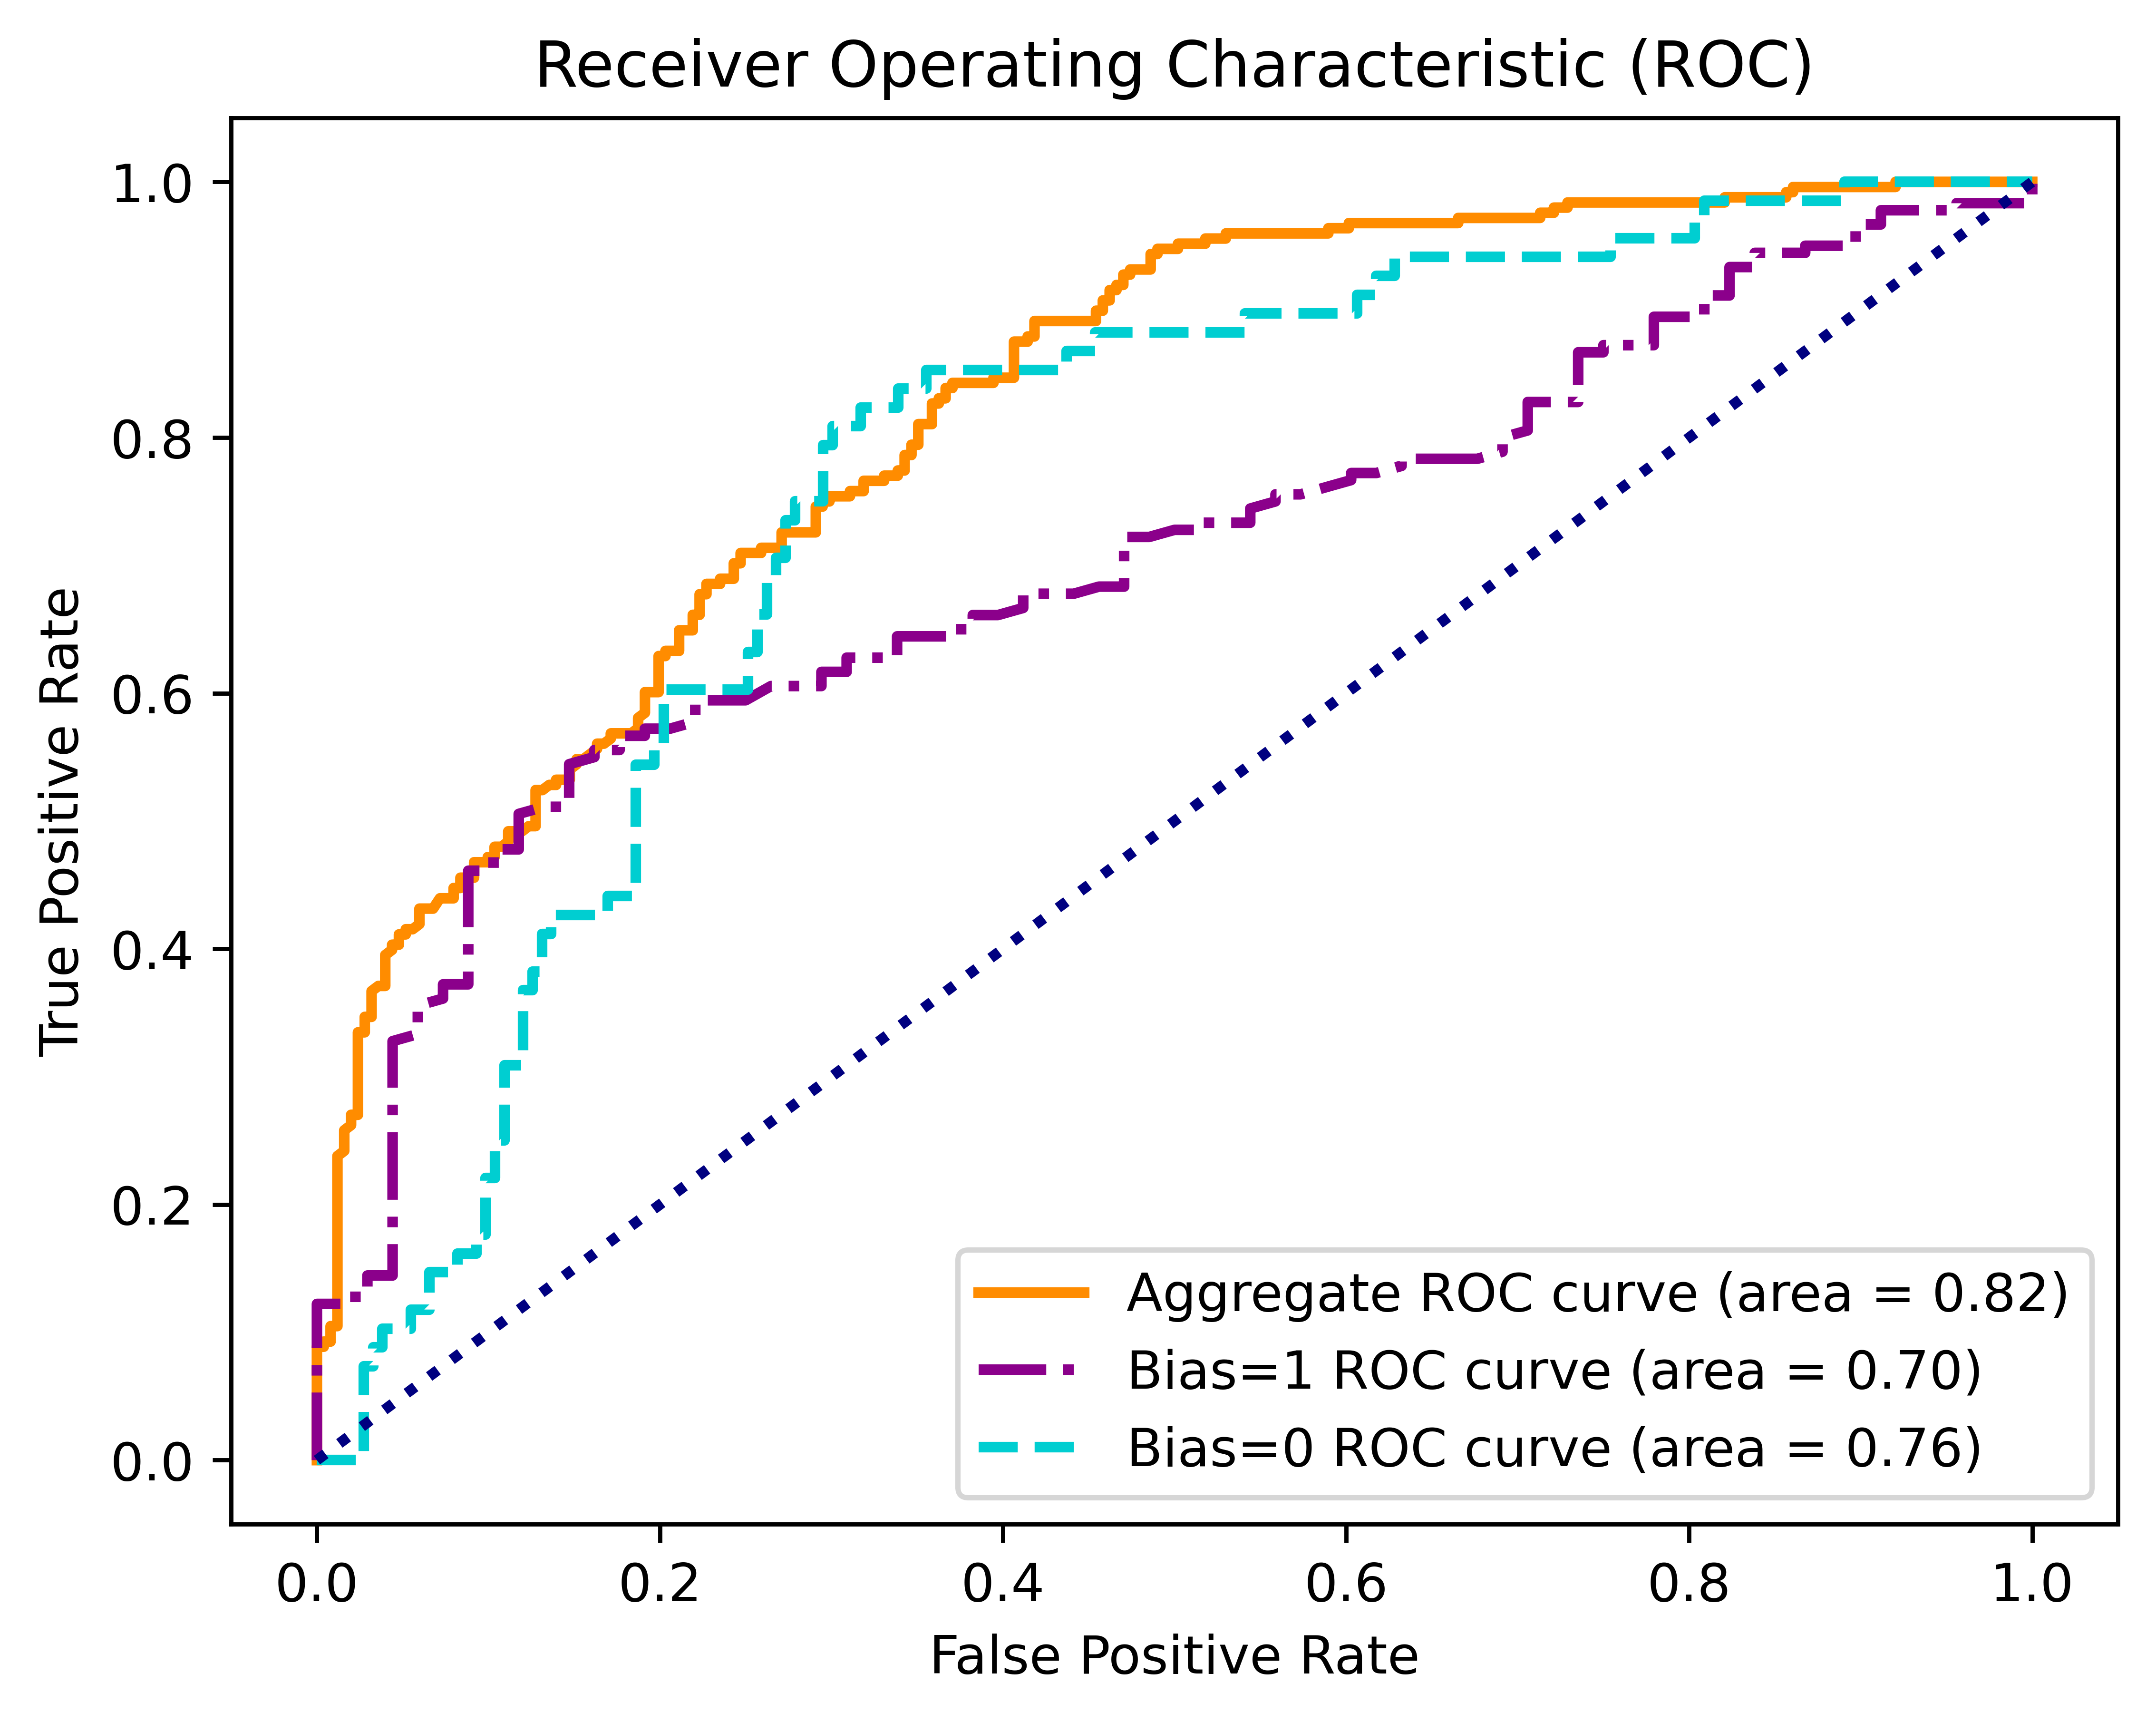 Receiver Operating Characteristic (ROC)
1.0
0.8
0.6
0.4
0.2
0.0
True Positive Rate
Aggregate ROC curve (area = 0.82)
Bias=1 ROC curve (area = 0.70)
Bias=0 ROC curve (area = 0.76)
0.0 0.2 0.4 0.6 0.8 1.0
False Positive Rate